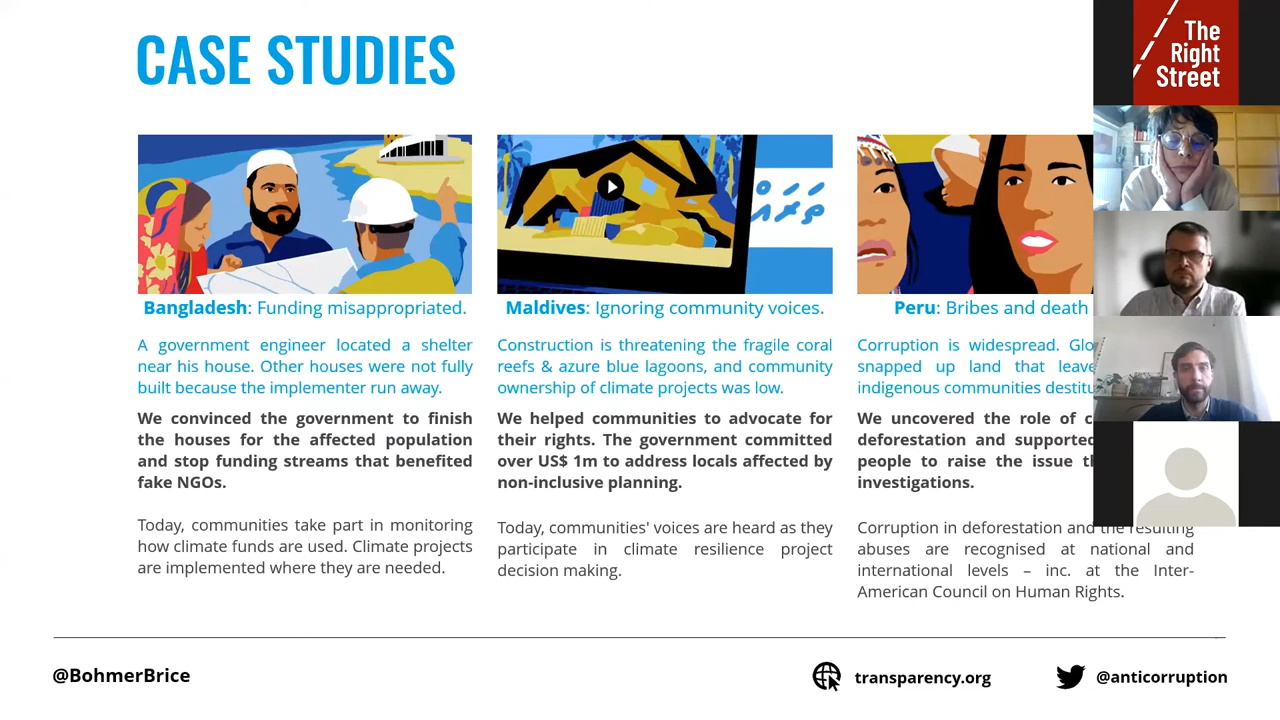 CASE STUDIES
The
Right
Street
ތަރައް
Bangladesh: Funding misappropriated.
A government engineer located a shelter
near his house. Other houses were not fully
built because the implementer run away.
We convinced the government to finish
the houses for the affected population
and stop funding streams that benefited
fake NGOs.
Today, communities take part in monitoring
how climate funds are used. Climate projects
are implemented where they are needed.
Maldives: Ignoring community voices.
Construction is threatening the fragile coral
reefs & azure blue lagoons, and community
ownership of climate projects was low.
We helped communities to advocate for
their rights. The government committed
over US$ 1m to address locals affected by
non-inclusive planning.
Today, communities' voices are heard as they
participate in climate resilience project
decision making.
Peru: Bribes and death
Corruption is widespread.
snapped up land that
indigenous communities
We uncovered the role of
deforestation and supported
people to raise the issue
investigations.
Corruption in deforestation and the resulting
abuses are recognised at national and
international levels – inc. at the Inter-
American Council on Human Rights.
@BohmerBrice
transparency.org
@anticorruption